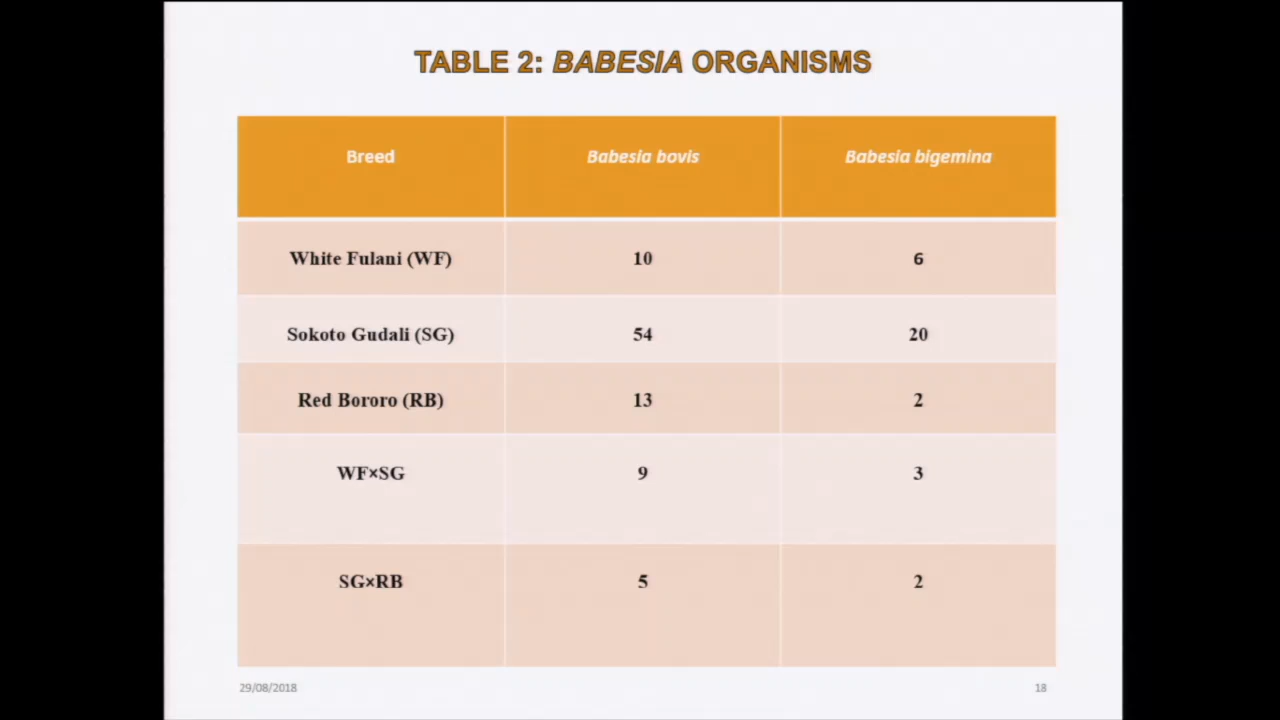 TABLE 2: BABESIA ORGANISMS
Breed Babesia bovis Babesia bigemina
White Fulani (WF) 10 6
Sokoto Gudali (SG) 54 20
Red Bororo (RB) 13 2
WF×SG 9 3
SG×RB 5 2
29/08/2018 18